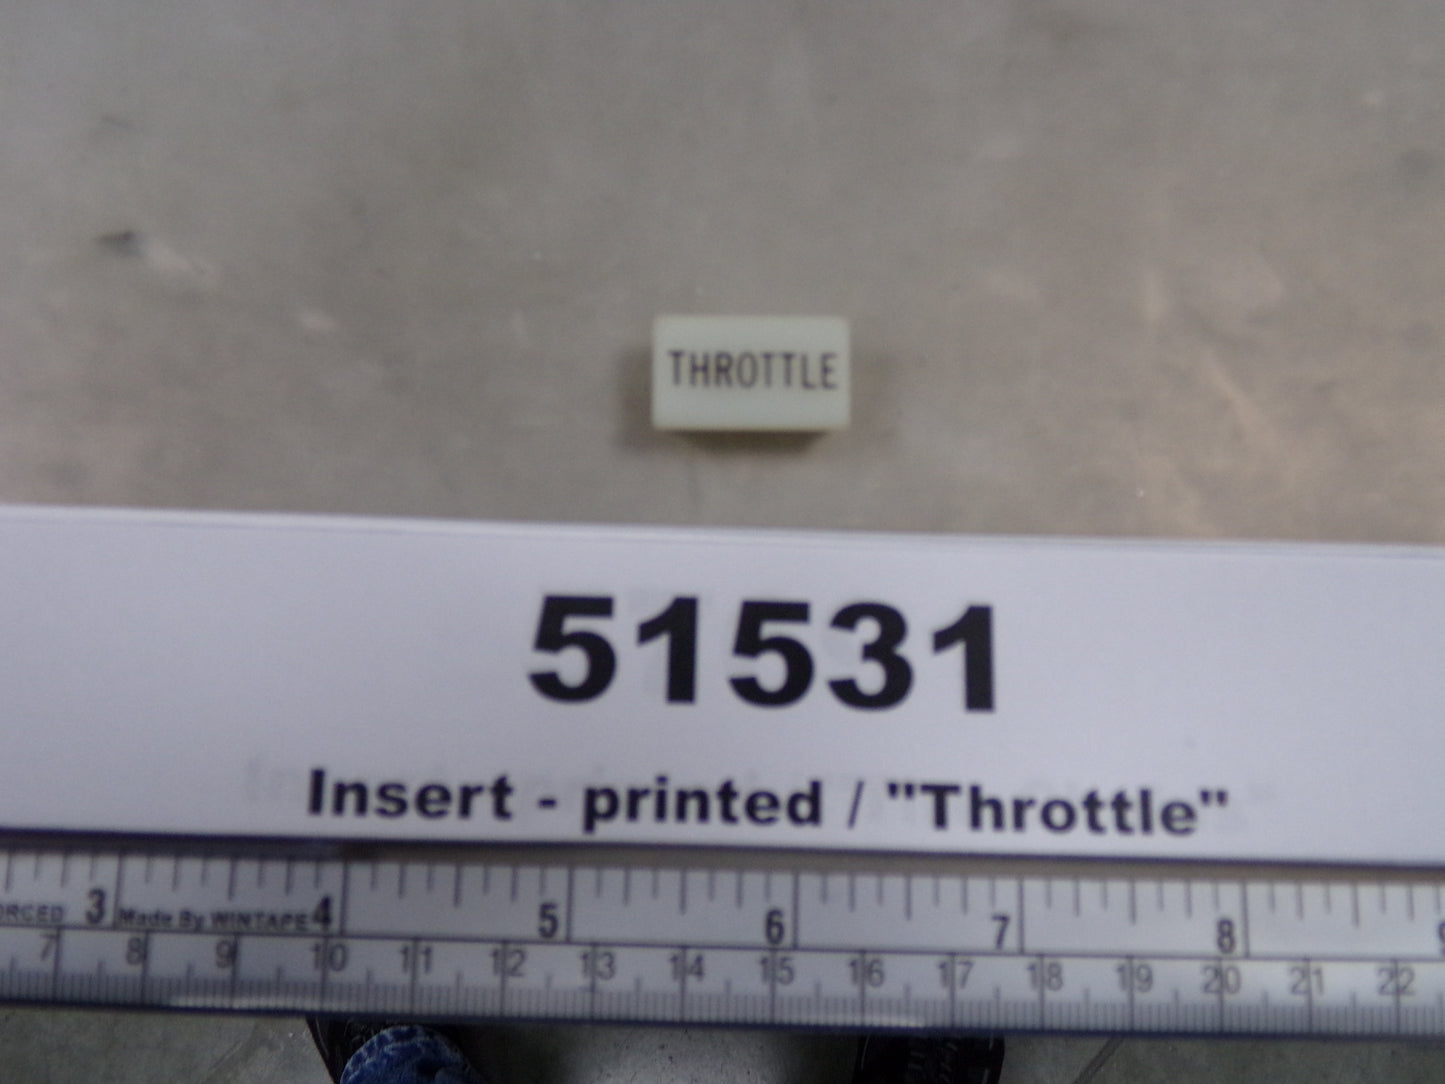 THROTTLE
51531
Insert - printed / "Throttle"
3 Made By WINTAPE 4 5 6 7 8
7 8 9 10 11 12 13 14 15 16 17 18 19 20 21 22